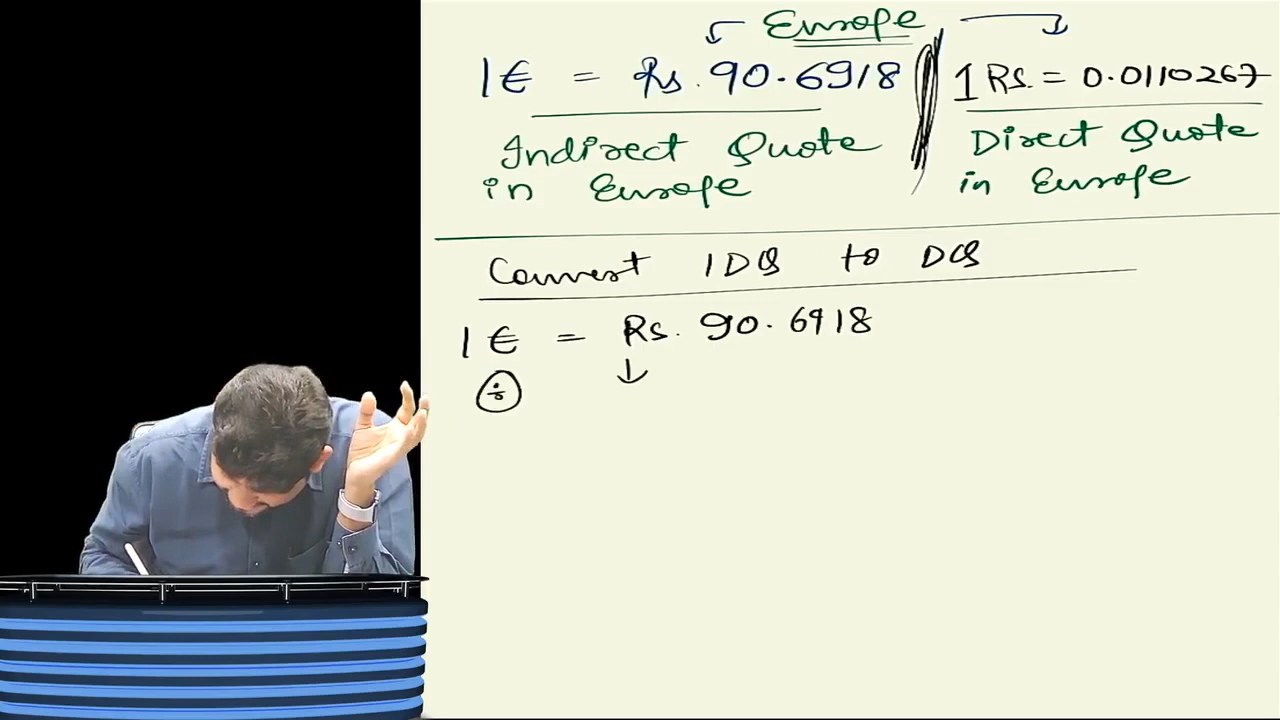 Europe
1€ = Rs. 90.6918
1 Rs. = 0.0110267
Indirect Quote
in Europe
Direct Quote
in Europe
Convert IDQ to DQ
1€ = Rs. 90.6918
÷ ↓